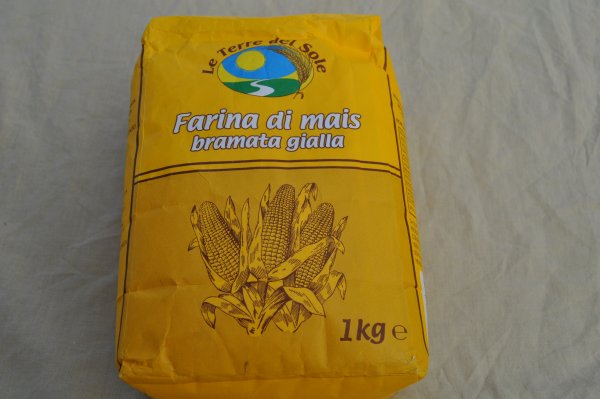 Le Terre del Sole
Farina di mais
bramata gialla
1kg e